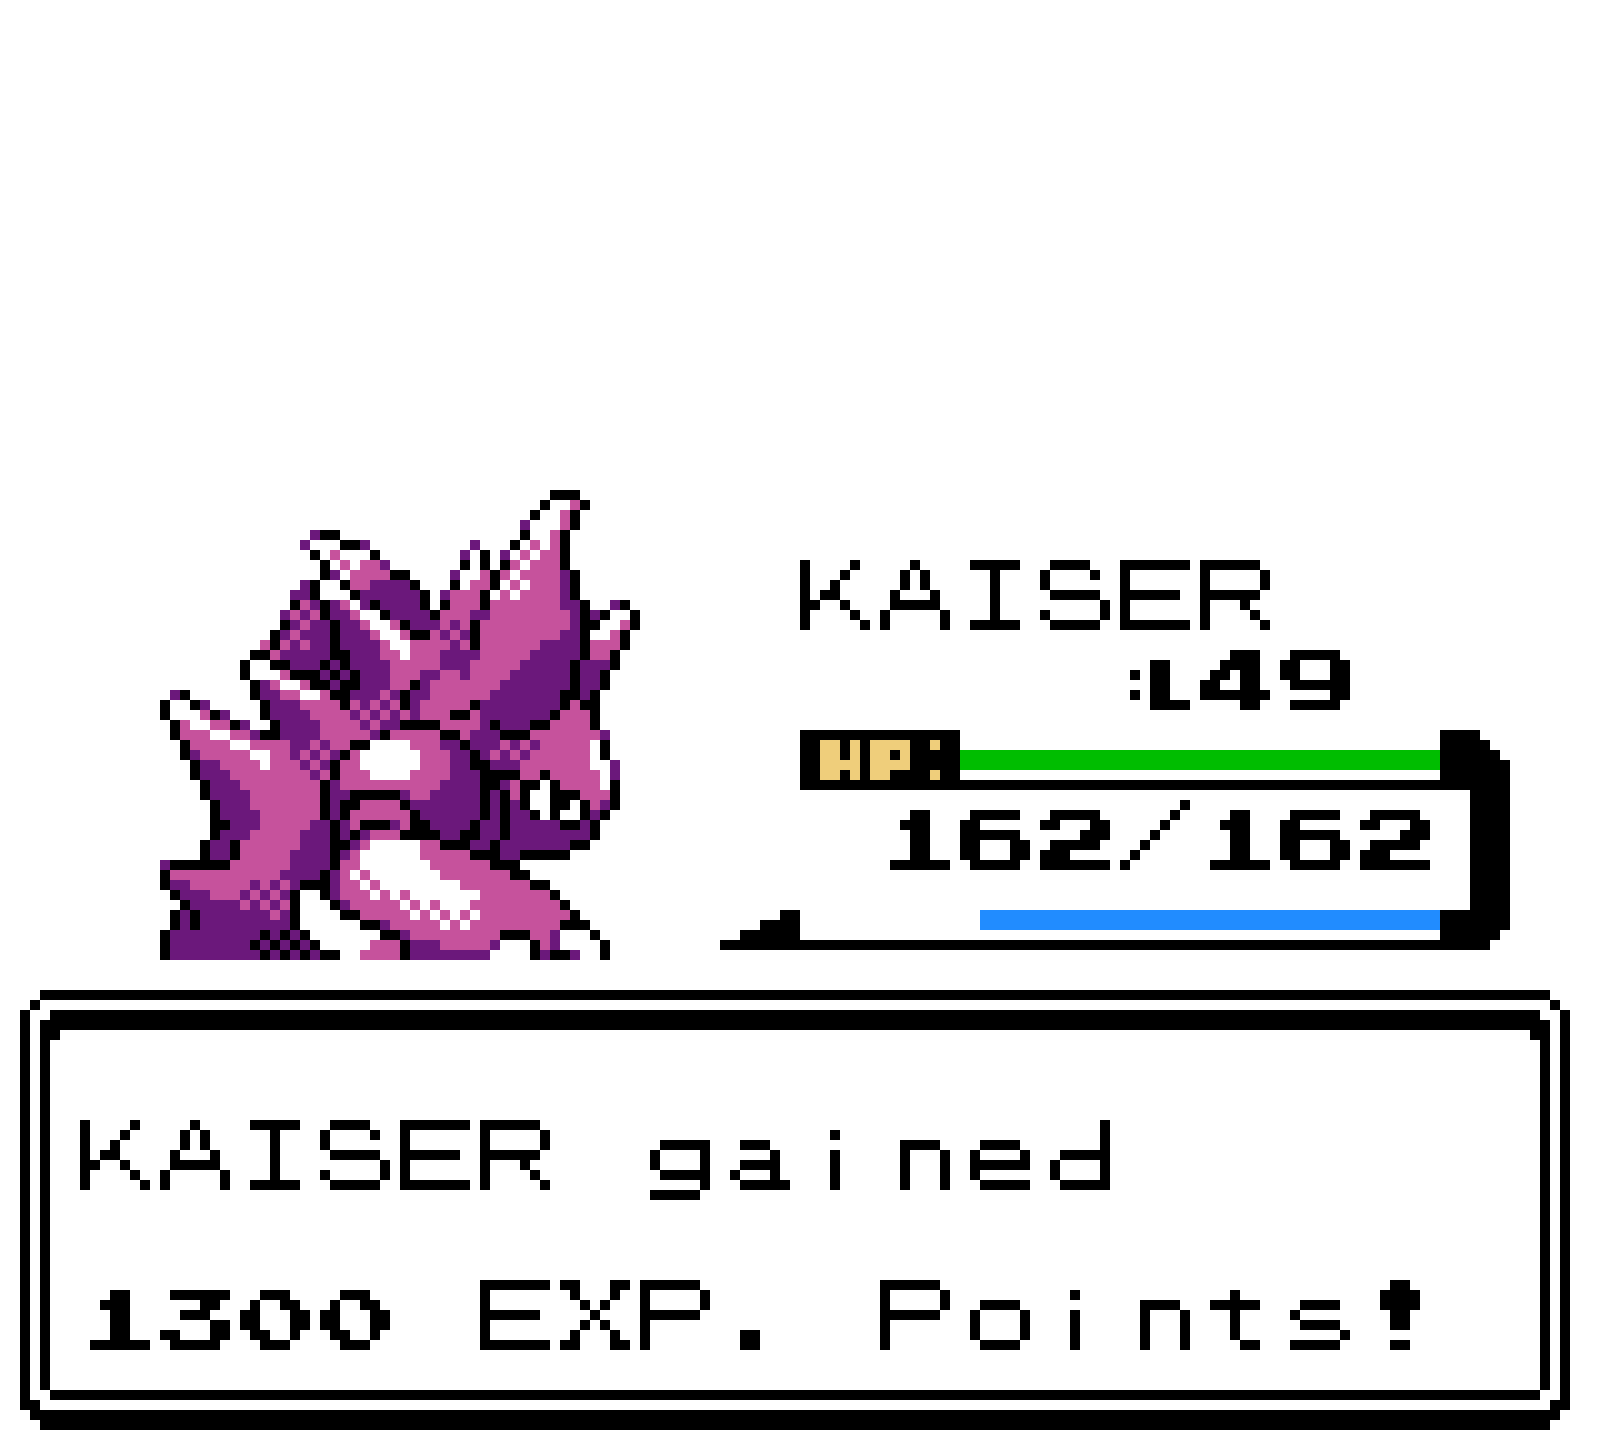 KAISER
:L49
HP:
162/162
KAISER gained
1300 EXP. Points!